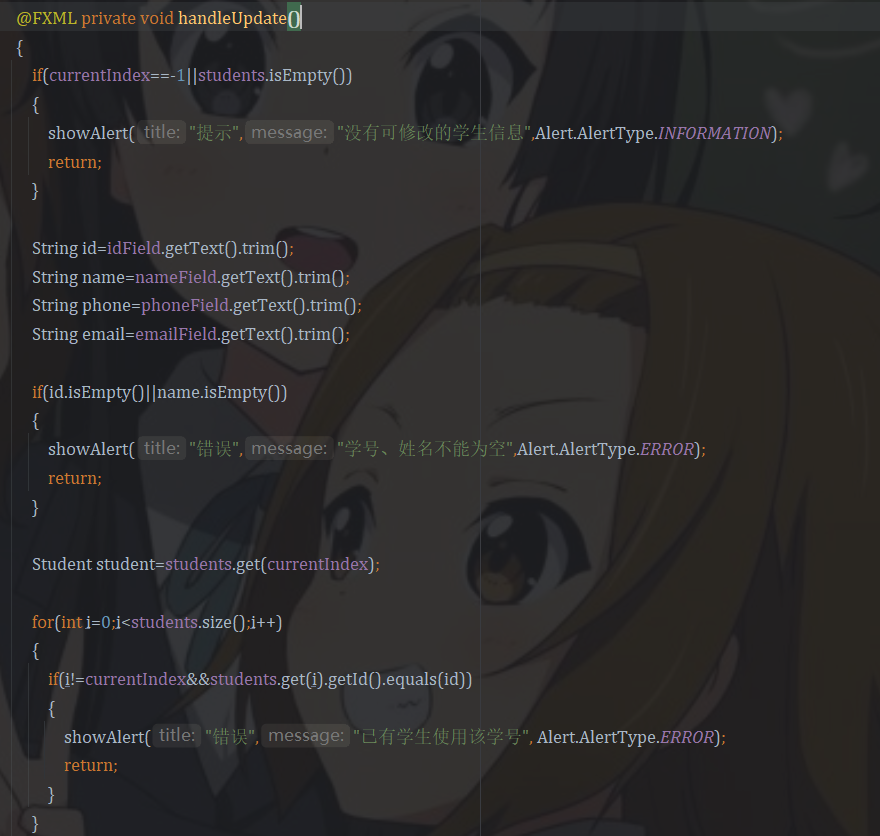 @FXML private void handleUpdate()
{
if(currentIndex==-1||students.isEmpty())
{
showAlert( title: "提示", message: "没有可修改的学生信息",Alert.AlertType.INFORMATION);
return;
}
String id=idField.getText().trim();
String name=nameField.getText().trim();
String phone=phoneField.getText().trim();
String email=emailField.getText().trim();
if(id.isEmpty()||name.isEmpty())
{
showAlert( title: "错误", message: "学号、姓名不能为空",Alert.AlertType.ERROR);
return;
}
Student student=students.get(currentIndex);
for(int i=0;i<students.size();i++)
{
if(i!=currentIndex&&students.get(i).getId().equals(id))
{
showAlert( title: "错误", message: "已有学生使用该学号", Alert.AlertType.ERROR);
return;
}
}